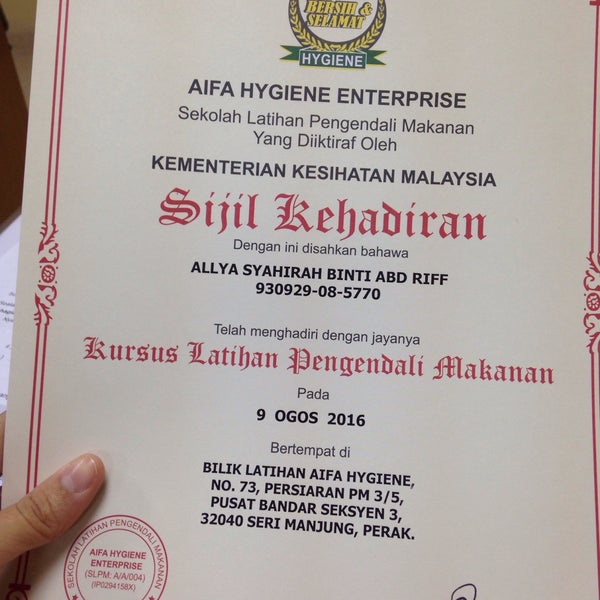 BERSIH &
SELAMAT
HYGIENE
AIFA HYGIENE ENTERPRISE
Sekolah Latihan Pengendali Makanan
Yang Diiktiraf Oleh
KEMENTERIAN KESIHATAN MALAYSIA
Sijil Kehadiran
Dengan ini disahkan bahawa
ALLYA SYAHIRAH BINTI ABD RIFF
930929-08-5770
Telah menghadiri dengan jayanya
Kursus Latihan Pengendali Makanan
Pada
9 OGOS 2016
Bertempat di
BILIK LATIHAN AIFA HYGIENE,
NO. 73, PERSIARAN PM 3/5,
PUSAT BANDAR SEKSYEN 3,
32040 SERI MANJUNG, PERAK.
SEKOLAH LATIHAN PENGENDALI MAKANAN
AIFA HYGIENE
ENTERPRISE
(SLPM: A/A/004)
(IP0294158X)